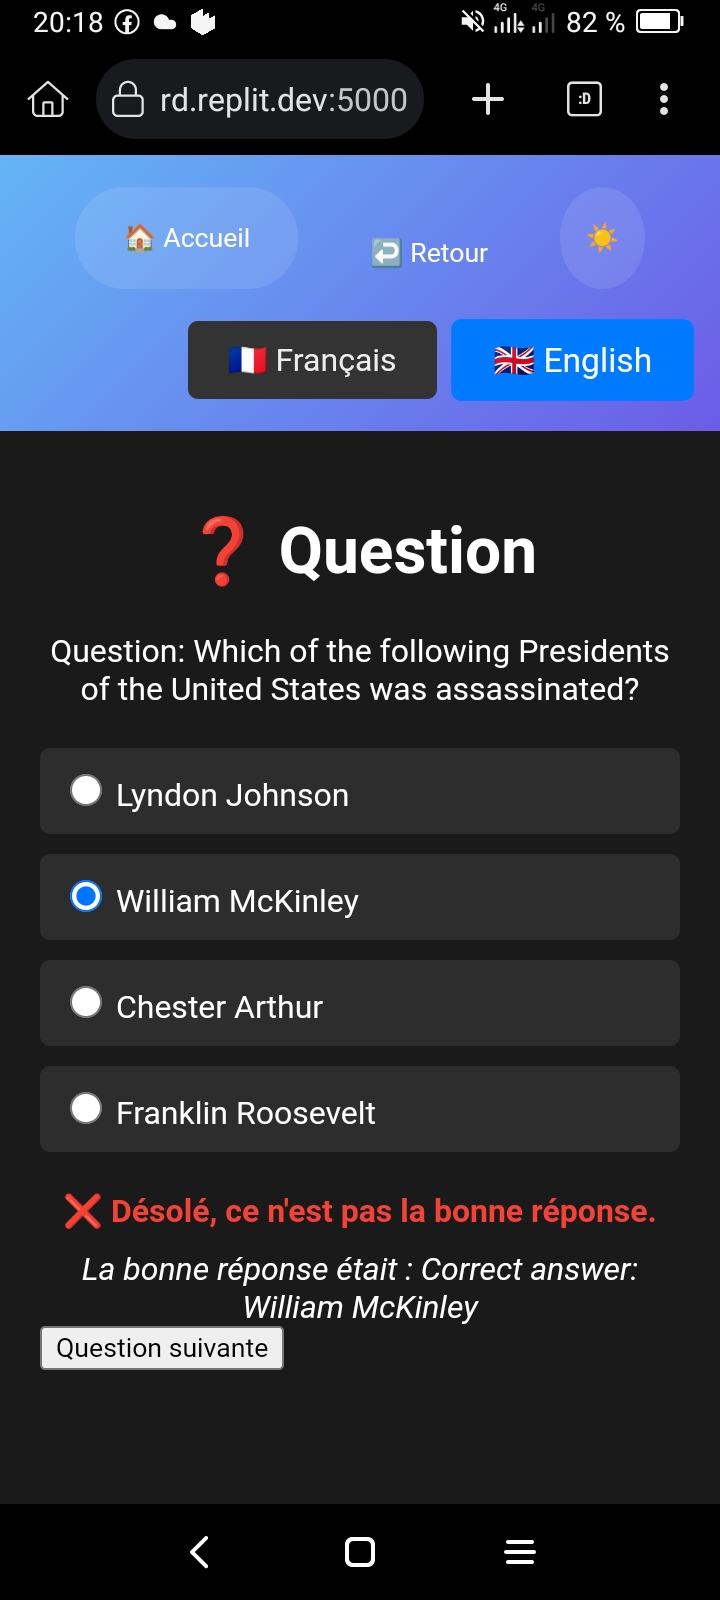 20:18 4G 4G 82 %
rd.replit.dev:5000 :D
🏠 Accueil
↩️ Retour
🇫🇷 Français 🇬🇧 English
❓ Question
Question: Which of the following Presidents
of the United States was assassinated?
Lyndon Johnson
William McKinley
Chester Arthur
Franklin Roosevelt
❌ Désolé, ce n'est pas la bonne réponse.
La bonne réponse était : Correct answer:
William McKinley
Question suivante